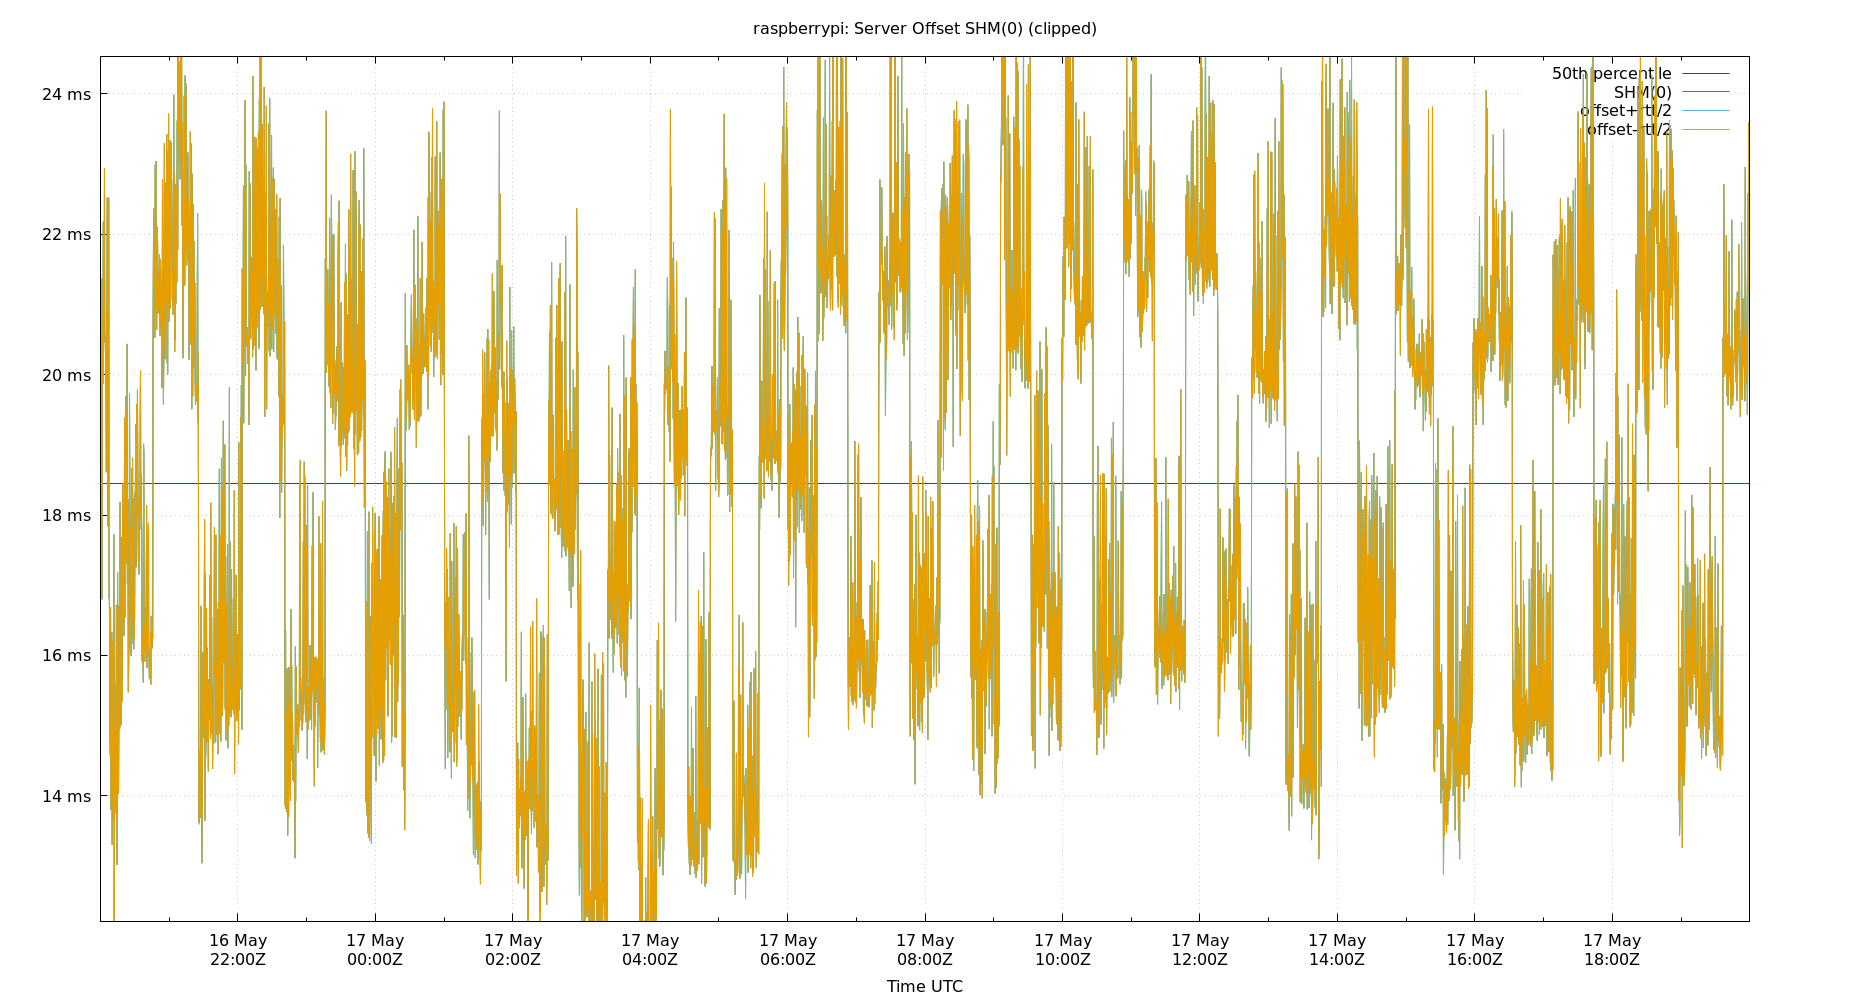 raspberrypi: Server Offset SHM(0) (clipped)
50th percentile
SHM(0)
offset+rtt/2
offset-rtt/2
24 ms
22 ms
20 ms
18 ms
16 ms
14 ms
16 May 17 May 17 May 17 May 17 May 17 May 17 May 17 May 17 May 17 May 17 May
22:00Z 00:00Z 02:00Z 04:00Z 06:00Z 08:00Z 10:00Z 12:00Z 14:00Z 16:00Z 18:00Z
Time UTC